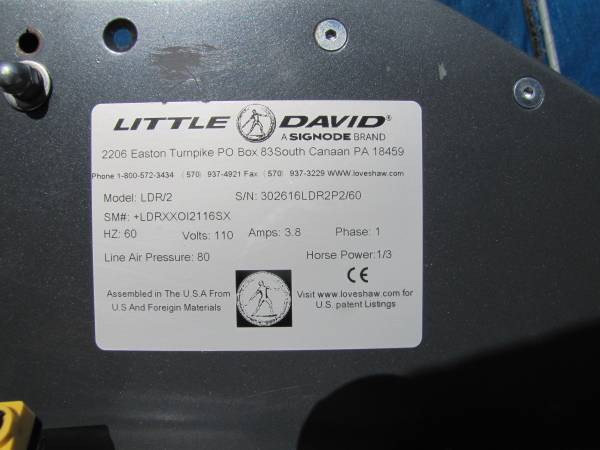 LITTLE DAVID®
A SIGNODE BRAND
2206 Easton Turnpike PO Box 83South Canaan PA 18459
Phone 1-800-572-3434 (570) 937-4921 Fax (570) 937-3229 WWW.loveshaw.com
Model: LDR/2 S/N: 302616LDR2P2/60
SM#: +LDRXXOI2116SX
HZ: 60 Volts: 110 Amps: 3.8 Phase: 1
Line Air Pressure: 80 Horse Power:1/3
CE
Assembled in The U.S.A From Visit www.loveshaw.com for
U.S And Foreigin Materials U.S. patent Listings